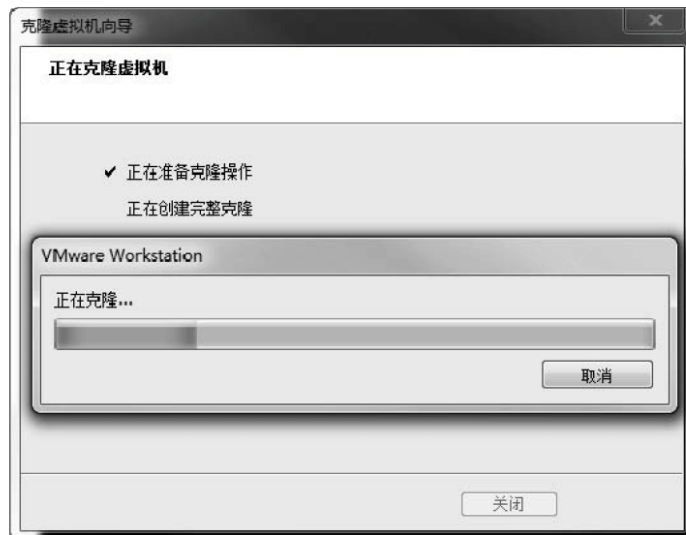 克隆虚拟机向导
正在克隆虚拟机
✔ 正在准备克隆操作
正在创建完整克隆
VMware Workstation
正在克隆...
取消
关闭